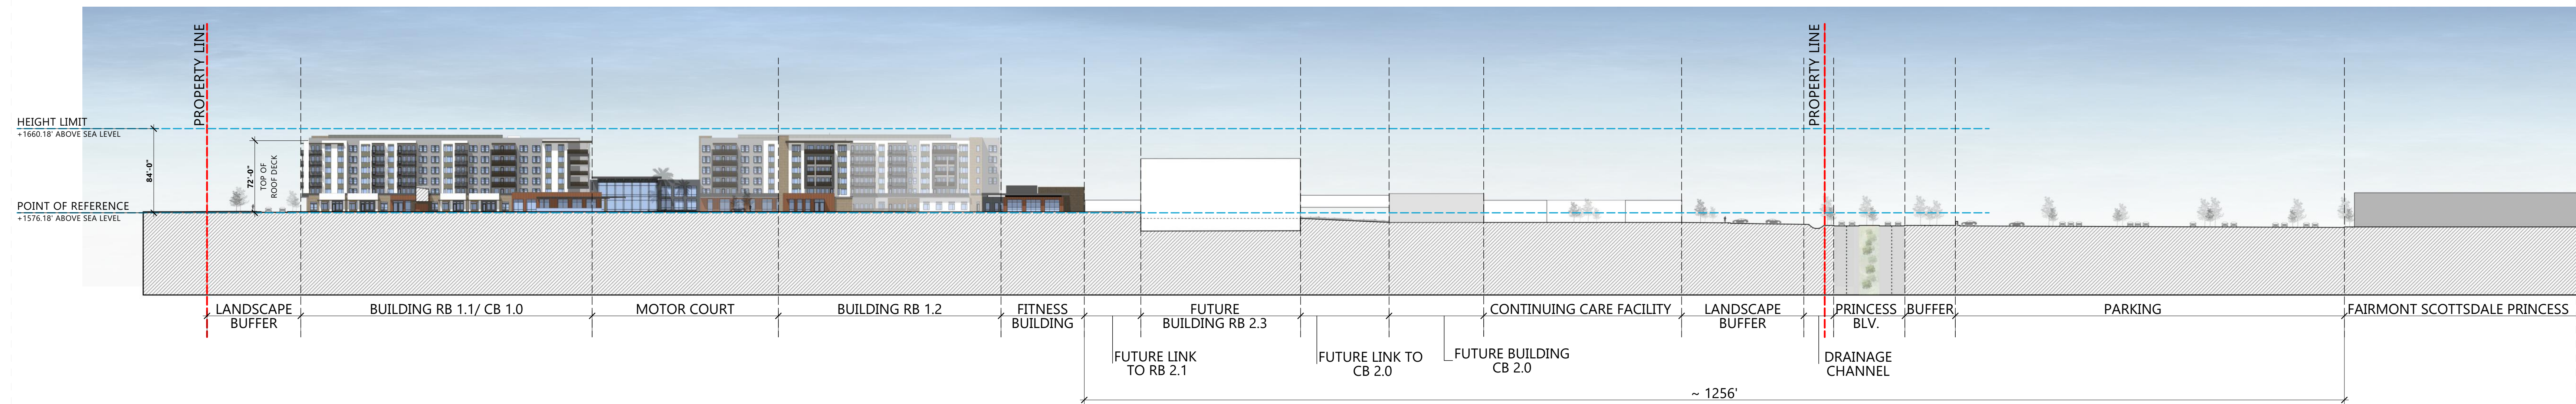 PROPERTY LINE
PROPERTY LINE
HEIGHT LIMIT
+1660.18' ABOVE SEA LEVEL
84'-0"
72'-0"
TOP OF
ROOF DECK
POINT OF REFERENCE
+1576.18' ABOVE SEA LEVEL
LANDSCAPE
BUFFER
BUILDING RB 1.1/ CB 1.0
MOTOR COURT
BUILDING RB 1.2
FITNESS
BUILDING
FUTURE
BUILDING RB 2.3
CONTINUING CARE FACILITY
LANDSCAPE
BUFFER
PRINCESS
BLV.
BUFFER
PARKING
FAIRMONT SCOTTSDALE PRINCESS
FUTURE LINK
TO RB 2.1
FUTURE LINK TO
CB 2.0
FUTURE BUILDING
CB 2.0
DRAINAGE
CHANNEL
~ 1256'